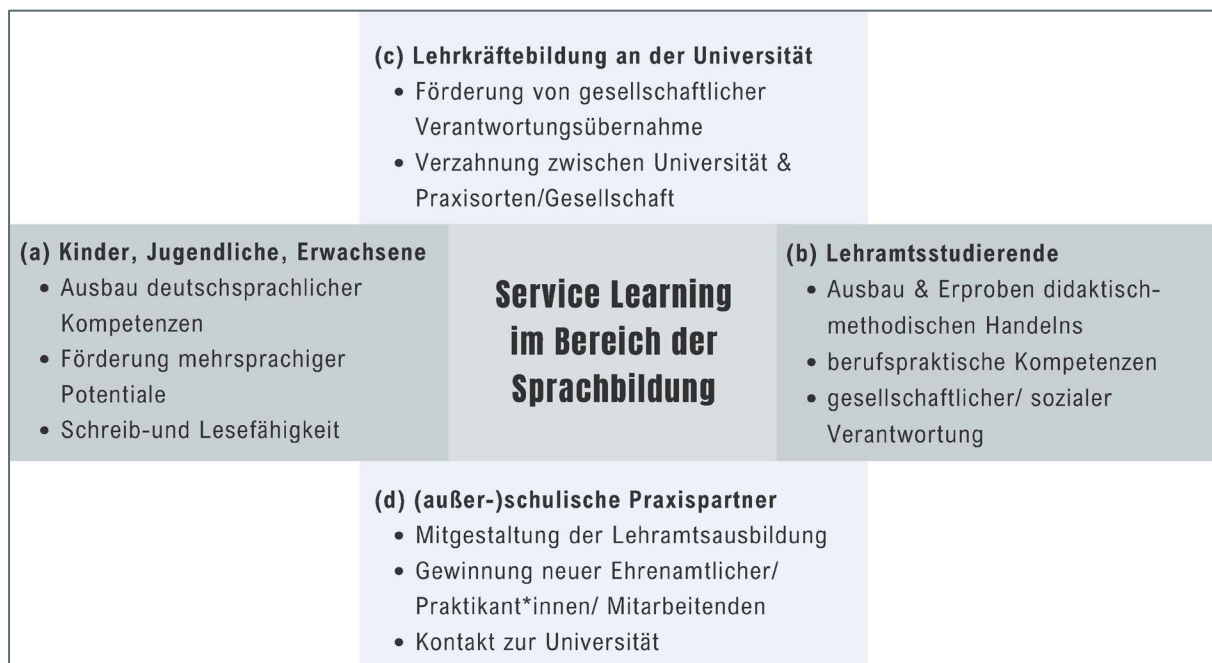 (c) Lehrkräftebildung an der Universität
• Förderung von gesellschaftlicher
Verantwortungsübernahme
• Verzahnung zwischen Universität &
Praxisorten/Gesellschaft
(a) Kinder, Jugendliche, Erwachsene
• Ausbau deutschsprachlicher
Kompetenzen
• Förderung mehrsprachiger
Potentiale
• Schreib-und Lesefähigkeit
Service Learning
im Bereich der
Sprachbildung
(b) Lehramtsstudierende
• Ausbau & Erproben didaktisch-
methodischen Handelns
• berufspraktische Kompetenzen
• gesellschaftlicher/ sozialer
Verantwortung
(d) (außer-)schulische Praxispartner
• Mitgestaltung der Lehramtsausbildung
• Gewinnung neuer Ehrenamtlicher/
Praktikant*innen/ Mitarbeitenden
• Kontakt zur Universität